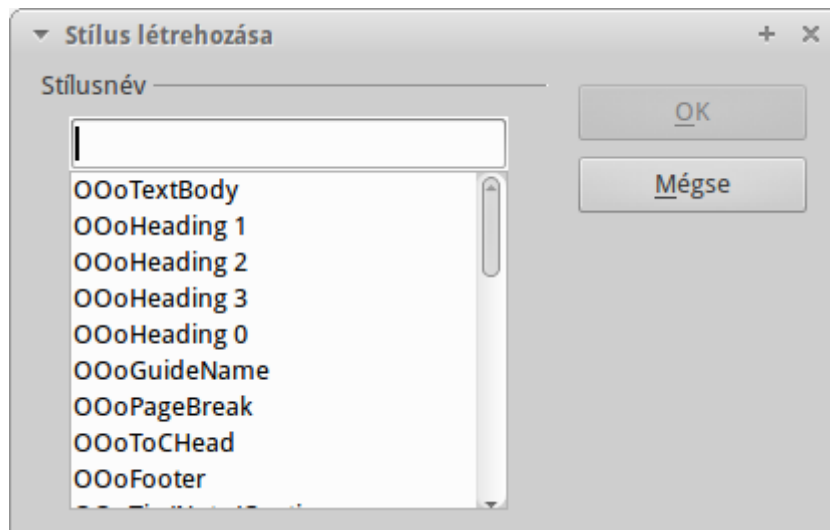 Stílus létrehozása
Stílusnév
OK
Mégse
OOoTextBody
OOoHeading 1
OOoHeading 2
OOoHeading 3
OOoHeading 0
OOoGuideName
OOoPageBreak
OOoToCHead
OOoFooter